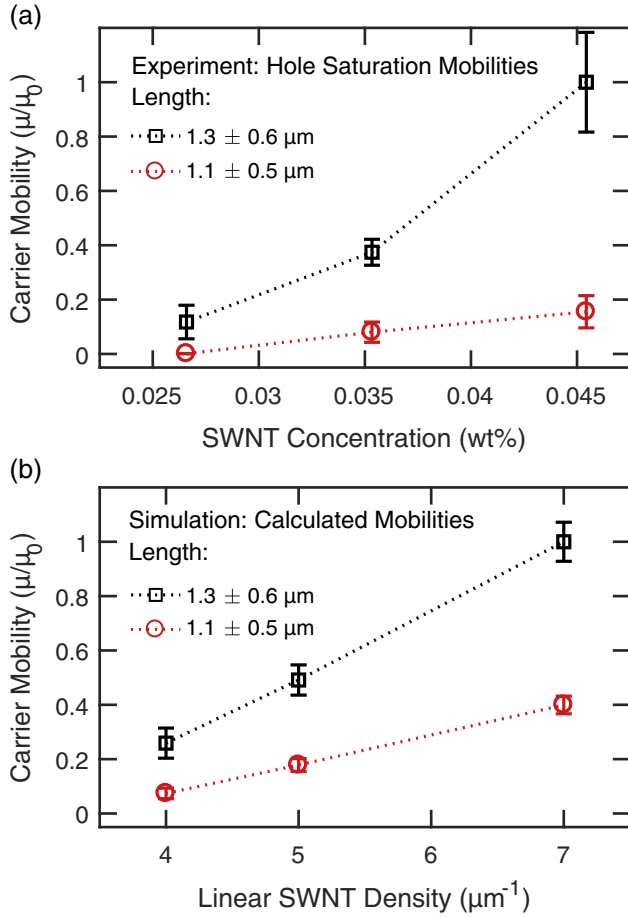 (a)
Experiment: Hole Saturation Mobilities
Length:
1.3 ± 0.6 µm
1.1 ± 0.5 µm
Carrier Mobility (µ/µ₀)
1
0.8
0.6
0.4
0.2
0
0.025
0.03
0.035
0.04
0.045
SWNT Concentration (wt%)
(b)
Simulation: Calculated Mobilities
Length:
1.3 ± 0.6 µm
1.1 ± 0.5 µm
Carrier Mobility (µ/µ₀)
1
0.8
0.6
0.4
0.2
0
4
5
6
7
Linear SWNT Density (µm⁻¹)